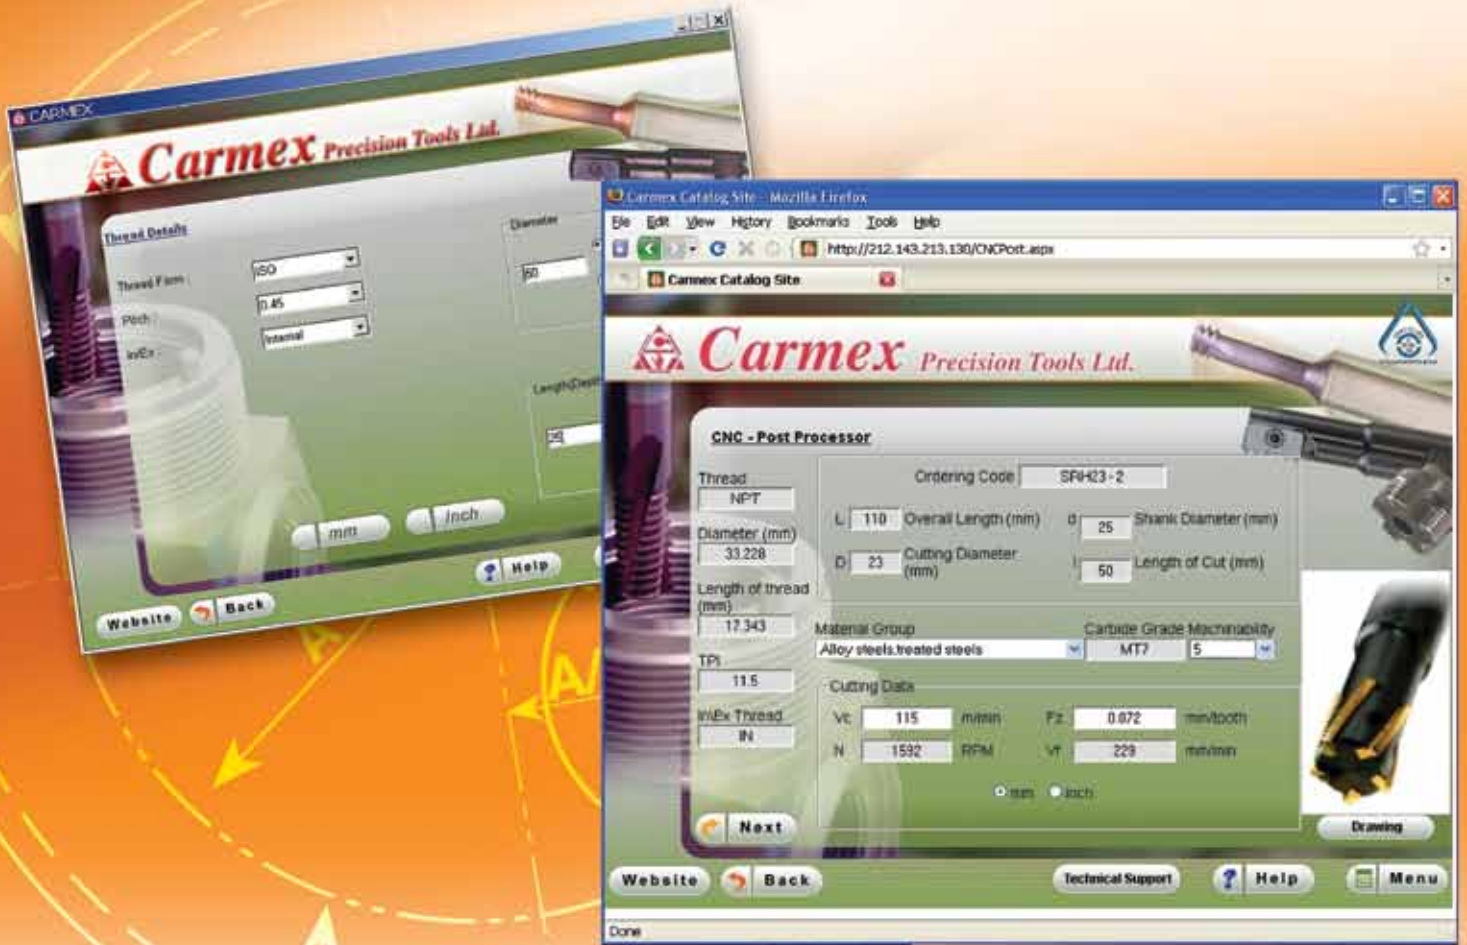 CARMEX
Carmex Precision Tools Ltd.
Thread Details
Thread Form :
ISO
Pitch :
0.45
In/Ex :
Internal
Diameter
60
Length(Depth
mm
Inch
Help
Website
Back
Carmex Catalog Site - Mozilla Firefox
File Edit View History Bookmarks Tools Help
http://212.143.213.130/CNCPost.aspx
Carmex Catalog Site
Carmex Precision Tools Ltd.
CNC - Post Processor
Thread
NPT
Diameter (mm)
33.228
Length of thread
(mm)
17.343
TPI
11.5
In\Ex Thread
IN
Next
Ordering Code SRH23-2
L 110 Overall Length (mm) d 25 Shank Diameter (mm)
D 23 Cutting Diameter (mm) l 50 Length of Cut (mm)
Material Group Carbide Grade Machinability
Alloy steels,treated steels MT7 5
Cutting Data
Vc 115 m/min Fz 0.072 mm/tooth
N 1592 RPM Vf 229 mm/min
mm inch
Drawing
Website Back Technical Support Help Menu
Done
A
A/